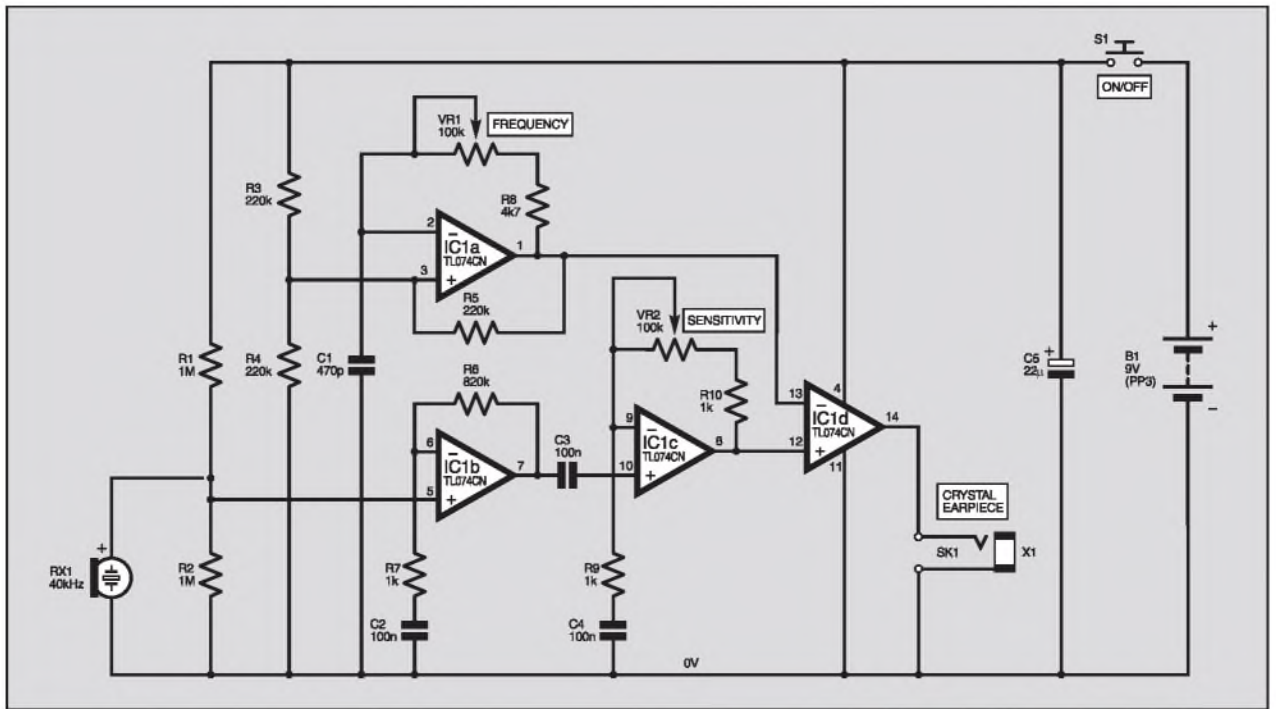 S1
ON/OFF
VR1
100k
FREQUENCY
R3
220k
R8
4k7
2
IC1a
TL074CN
1
3
R5
220k
VR2
100k
SENSITIVITY
R1
1M
R4
220k
C1
470p
R6
820k
R10
1k
C5
22µ
+
B1
9V
(PP3)
+
−
13
4
IC1d
TL074CN
14
12
11
6
IC1b
TL074CN
7
5
C3
100n
9
IC1c
TL074CN
8
10
CRYSTAL
EARPIECE
SK1
X1
RX1
40kHz
+
R2
1M
R7
1k
R9
1k
C2
100n
C4
100n
0V